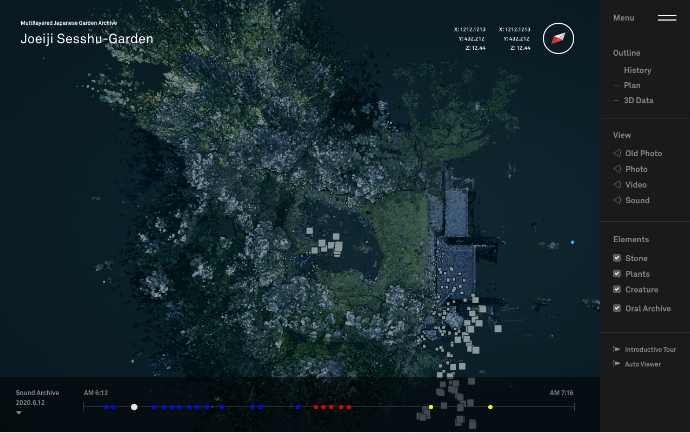 Multilayered Japanese Garden Archive
Joeiji Sesshu-Garden
X: 1212.1213
Y: 432.212
Z: 12.44
X: 1212.1213
Y: 432.212
Z: 12.44
Menu
Outline
History
Plan
3D Data
View
Old Photo
Photo
Video
Sound
Elements
Stone
Plants
Creature
Oral Archive
Introductive Tour
Auto Viewer
Sound Archive
2020.6.12
AM 6:12
AM 7:16